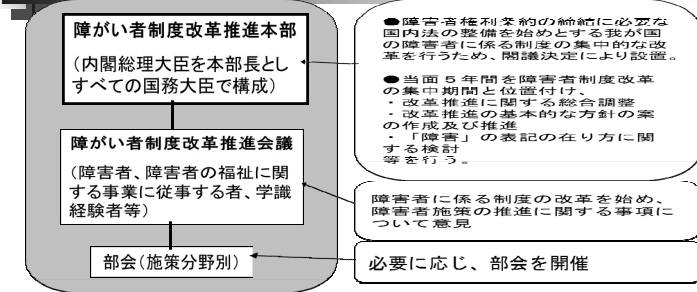 障がい者制度改革推進本部
(内閣総理大臣を本部長とし
すべての国務大臣で構成)
●障害者権利条約の締結に必要な
国内法の整備を始めとする我が国
の障害者に係る制度の集中的な改
革を行うため、閣議決定により設置。
●当面５年間を障害者制度改革
の集中期間と位置付け、
・改革推進に関する総合調整
・改革推進の基本的な方針の案
の作成及び推進
・「障害」の表記の在り方に関
する検討
等を行う。
障がい者制度改革推進会議
(障害者、障害者の福祉に関
する事業に従事する者、学識
経験者等)
障害者に係る制度の改革を始め、
障害者施策の推進に関する事項に
ついて意見
部会(施策分野別)
必要に応じ、部会を開催